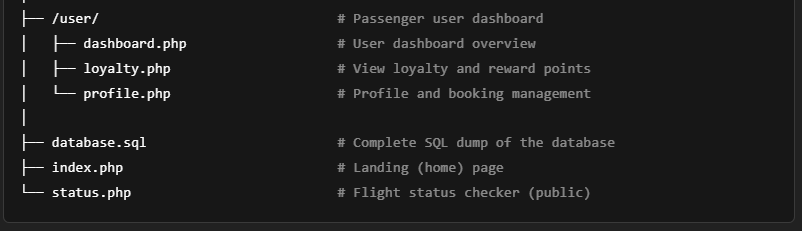 ├── /user/                              # Passenger user dashboard
│   ├── dashboard.php                   # User dashboard overview
│   ├── loyalty.php                     # View loyalty and reward points
│   └── profile.php                     # Profile and booking management
│
├── database.sql                        # Complete SQL dump of the database
├── index.php                           # Landing (home) page
└── status.php                          # Flight status checker (public)